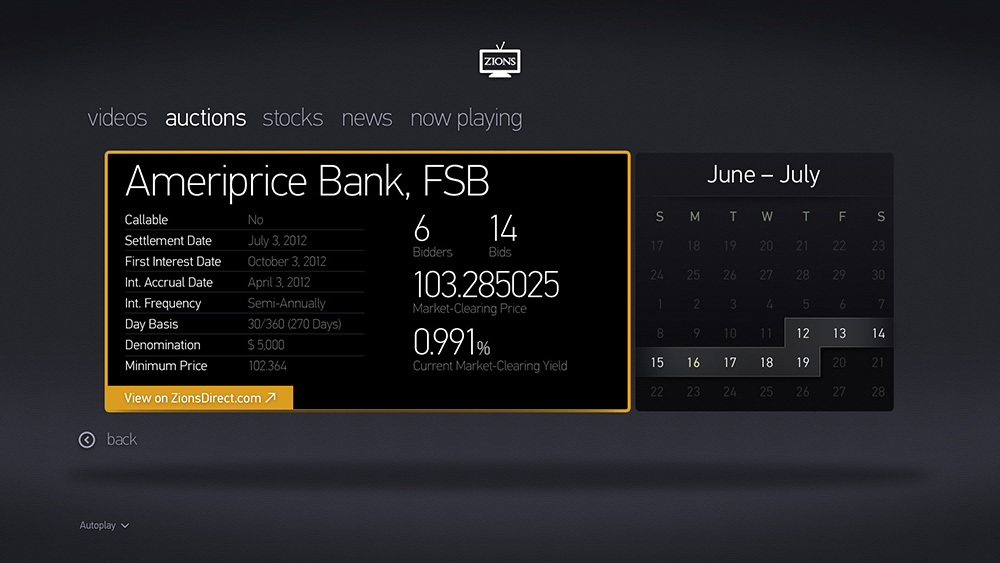 ZIONS
videos auctions stocks news now playing
Ameriprice Bank, FSB
Callable No
Settlement Date July 3, 2012
First Interest Date October 3, 2012
Int. Accrual Date April 3, 2012
Int. Frequency Semi-Annually
Day Basis 30/360 (270 Days)
Denomination $ 5,000
Minimum Price 102.364
6 14
Bidders Bids
103.285025
Market-Clearing Price
0.991%
Current Market-Clearing Yield
View on ZionsDirect.com
June – July
S M T W T F S
17 18 19 20 21 22 23
24 25 26 27 28 29 30
1 2 3 4 5 6 7
8 9 10 11 12 13 14
15 16 17 18 19 20 21
22 23 24 25 26 27 28
back
Autoplay